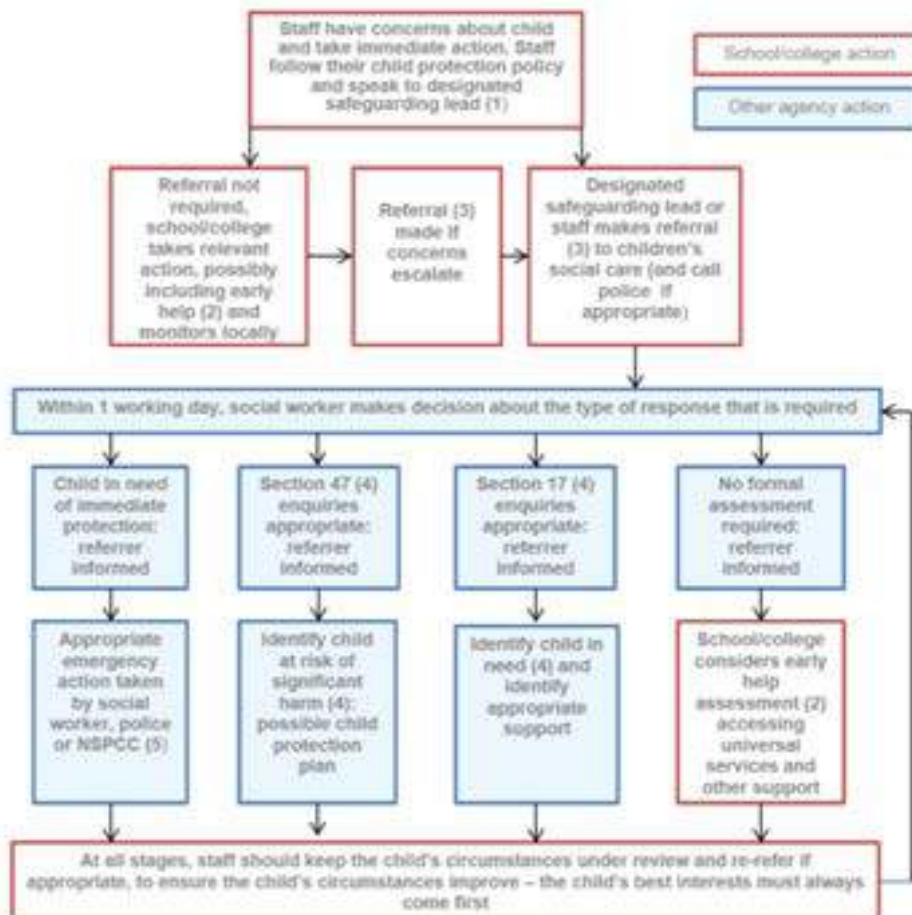 Staff have concerns about child
and take immediate action. Staff
follow their child protection policy
and speak to designated
safeguarding lead (1)
School/college action
Other agency action
Referral not
required,
school/college
takes relevant
action, possibly
including early
help (2) and
monitors locally
Referral (3)
made if
concerns
escalate
Designated
safeguarding lead or
staff makes referral
(3) to children's
social care (and call
police if
appropriate)
Within 1 working day, social worker makes decision about the type of response that is required
Child in need
of immediate
protection:
referrer
informed
Section 47 (4)
enquiries
appropriate:
referrer
informed
Section 17 (4)
enquiries
appropriate:
referrer
informed
No formal
assessment
required:
referrer
informed
Appropriate
emergency
action taken
by social
worker, police
or NSPCC (5)
Identify child
at risk of
significant
harm (4):
possible child
protection
plan
Identify child in
need (4) and
identify
appropriate
support
School/college
considers early
help
assessment (2)
accessing
universal
services and
other support
At all stages, staff should keep the child's circumstances under review and re-refer if
appropriate, to ensure the child's circumstances improve – the child's best interests must always
come first